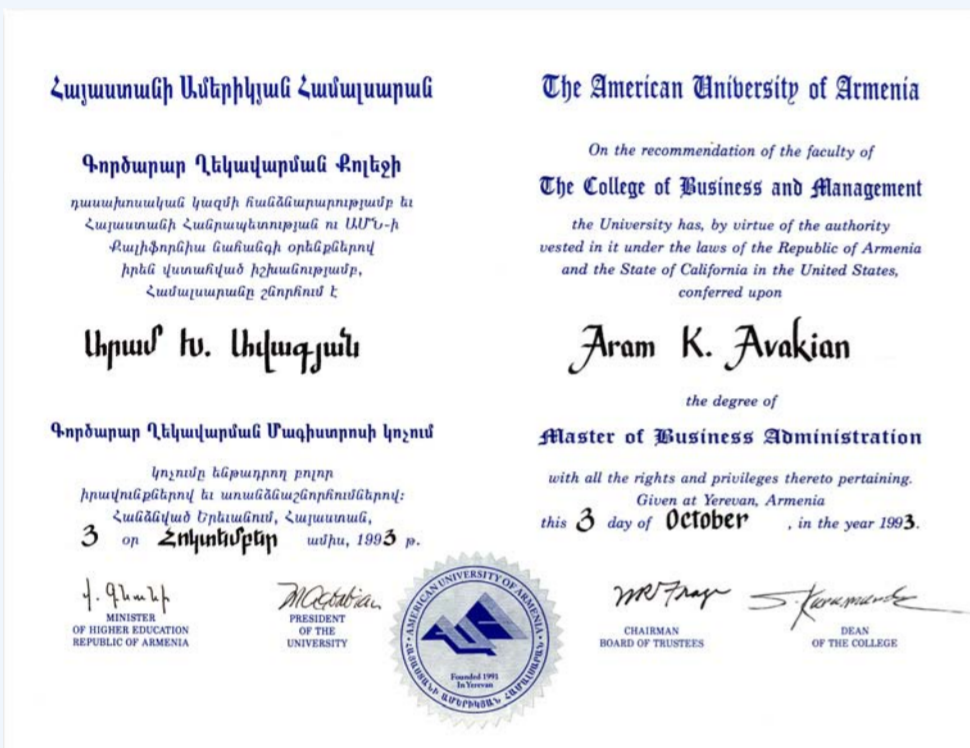 Հայաստանի Ամերիկյան Համալսարան
Գործարար Ղեկավարման Քոլեջի
դասախոսական կազմի հանձնարարությամբ եւ
Հայաստանի Հանրապետության ու ԱՄՆ-ի
Քալիֆորնիա նահանգի օրենքներով
իրեն վստահված իշխանությամբ,
Համալսարանը շնորհում է
Արամ Խ. Ավագյան
Գործարար Ղեկավարման Մագիստրոսի կոչում
կոչումը ենթադրող բոլոր
իրավունքներով եւ առանձնաշնորհումներով:
Հանձնված Երեւանում, Հայաստան,
3 օր Հոկտեմբեր ամիս, 1993 թ.
MINISTER
OF HIGHER EDUCATION
REPUBLIC OF ARMENIA
PRESIDENT
OF THE
UNIVERSITY
The American University of Armenia
On the recommendation of the faculty of
The College of Business and Management
the University has, by virtue of the authority
vested in it under the laws of the Republic of Armenia
and the State of California in the United States,
conferred upon
Aram K. Avakian
the degree of
Master of Business Administration
with all the rights and privileges thereto pertaining.
Given at Yerevan, Armenia
this 3 day of October , in the year 1993.
CHAIRMAN
BOARD OF TRUSTEES
DEAN
OF THE COLLEGE
AMERICAN UNIVERSITY OF ARMENIA
Founded 1991
In Yerevan
ՀԱՅԱՍՏԱՆԻ ԱՄԵՐԻԿՅԱՆ ՀԱՄԱԼՍԱՐԱՆ